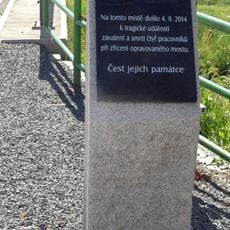 Na tomto místě došlo 4. 9. 2014
k tragické události
zavalení a smrti čtyř pracovníků
při zřícení opravovaného mostu.
Čest jejich památce